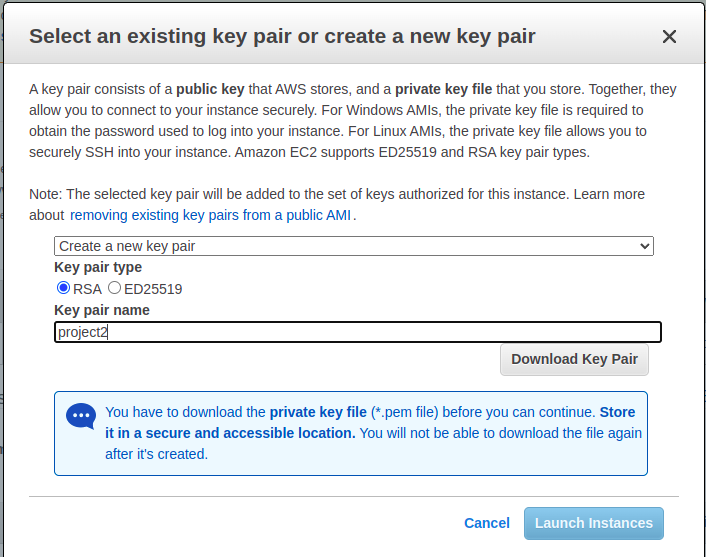 Select an existing key pair or create a new key pair
A key pair consists of a public key that AWS stores, and a private key file that you store. Together, they
allow you to connect to your instance securely. For Windows AMIs, the private key file is required to
obtain the password used to log into your instance. For Linux AMIs, the private key file allows you to
securely SSH into your instance. Amazon EC2 supports ED25519 and RSA key pair types.
Note: The selected key pair will be added to the set of keys authorized for this instance. Learn more
about removing existing key pairs from a public AMI.
Create a new key pair
Key pair type
RSA ED25519
Key pair name
project2
Download Key Pair
You have to download the private key file (*.pem file) before you can continue. Store
it in a secure and accessible location. You will not be able to download the file again
after it's created.
Cancel Launch Instances